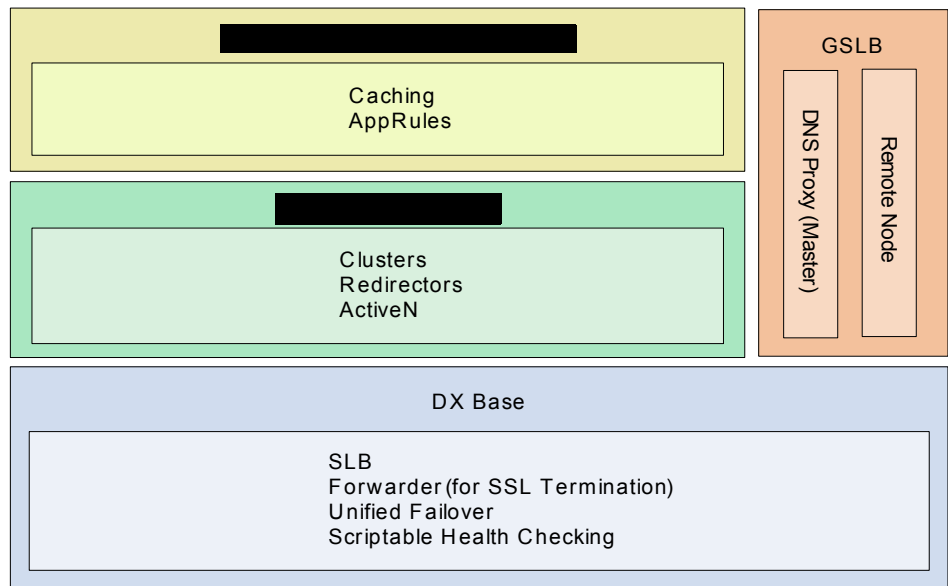 Caching
AppRules
Clusters
Redirectors
ActiveN
GSLB
DNS Proxy (Master)
Remote Node
DX Base
SLB
Forwarder (for SSL Termination)
Unified Failover
Scriptable Health Checking